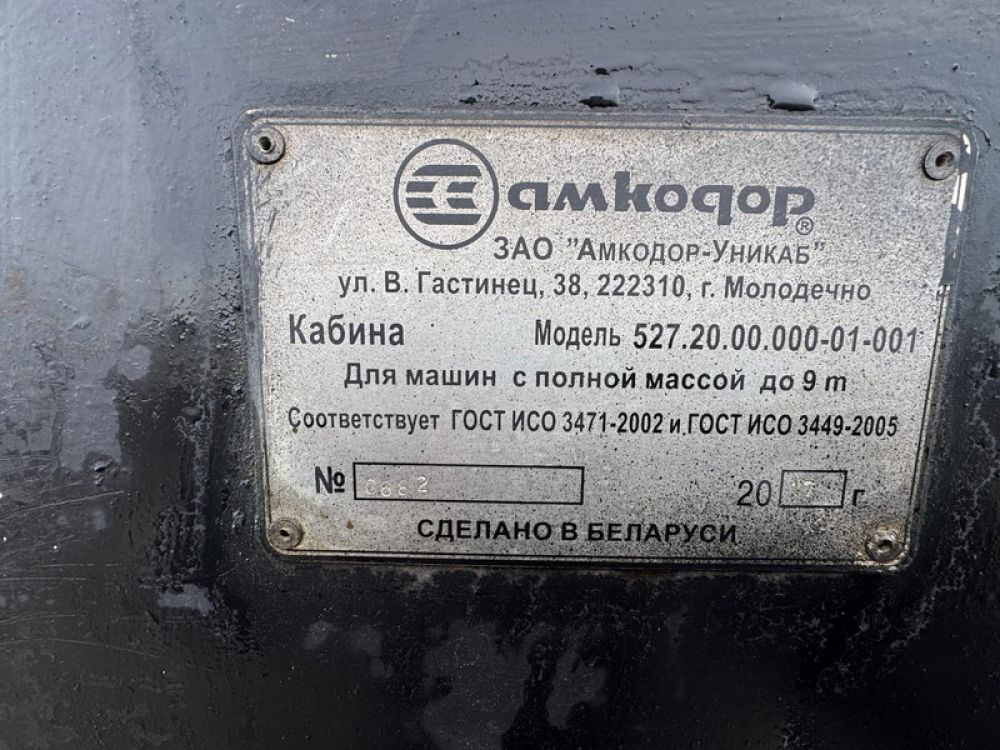 амкодор®
ЗАО "Амкодор-Уникаб"
ул. В. Гастинец, 38, 222310, г. Молодечно
Кабина Модель 527.20.00.000-01-001
Для машин с полной массой до 9 т
Соответствует ГОСТ ИСО 3471-2002 и ГОСТ ИСО 3449-2005
№ 20 г
СДЕЛАНО В БЕЛАРУСИ